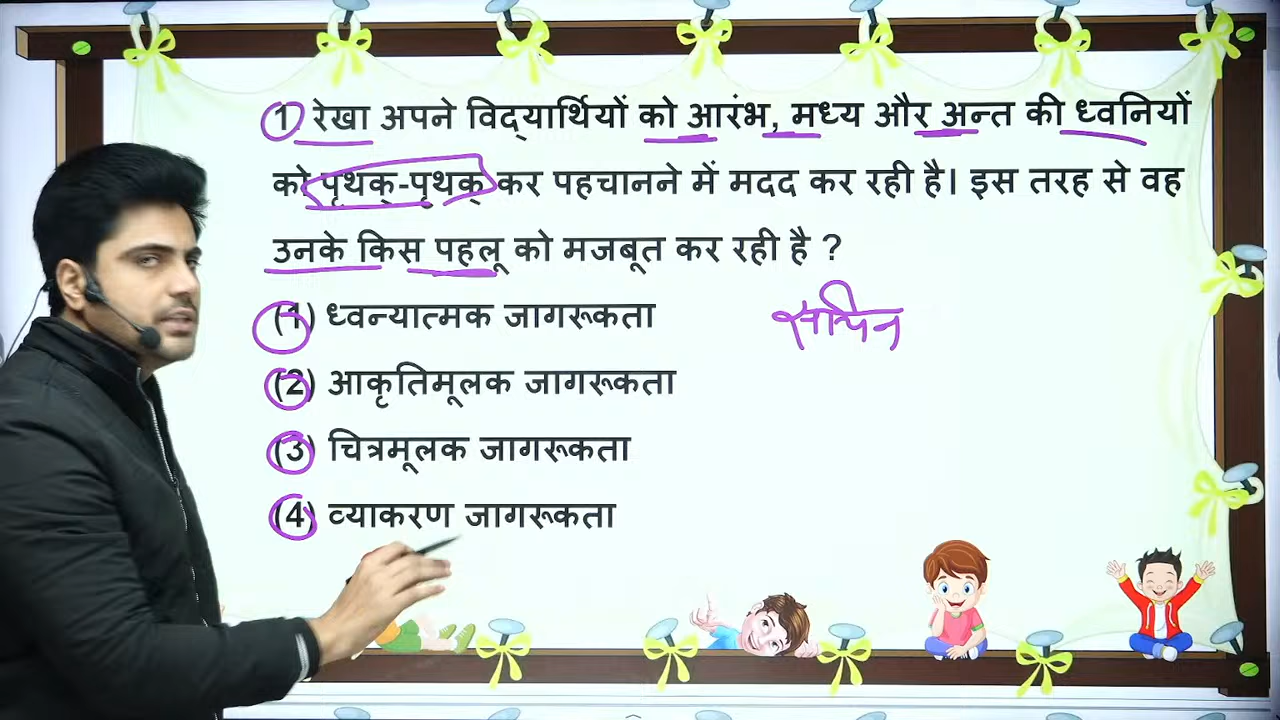 1. रेखा अपने विद्यार्थियों को आरंभ, मध्य और अन्त की ध्वनियों
को पृथक्-पृथक् कर पहचानने में मदद कर रही है। इस तरह से वह
उनके किस पहलू को मजबूत कर रही है ?
(1) ध्वन्यात्मक जागरूकता
(2) आकृतिमूलक जागरूकता
(3) चित्रमूलक जागरूकता
(4) व्याकरण जागरूकता